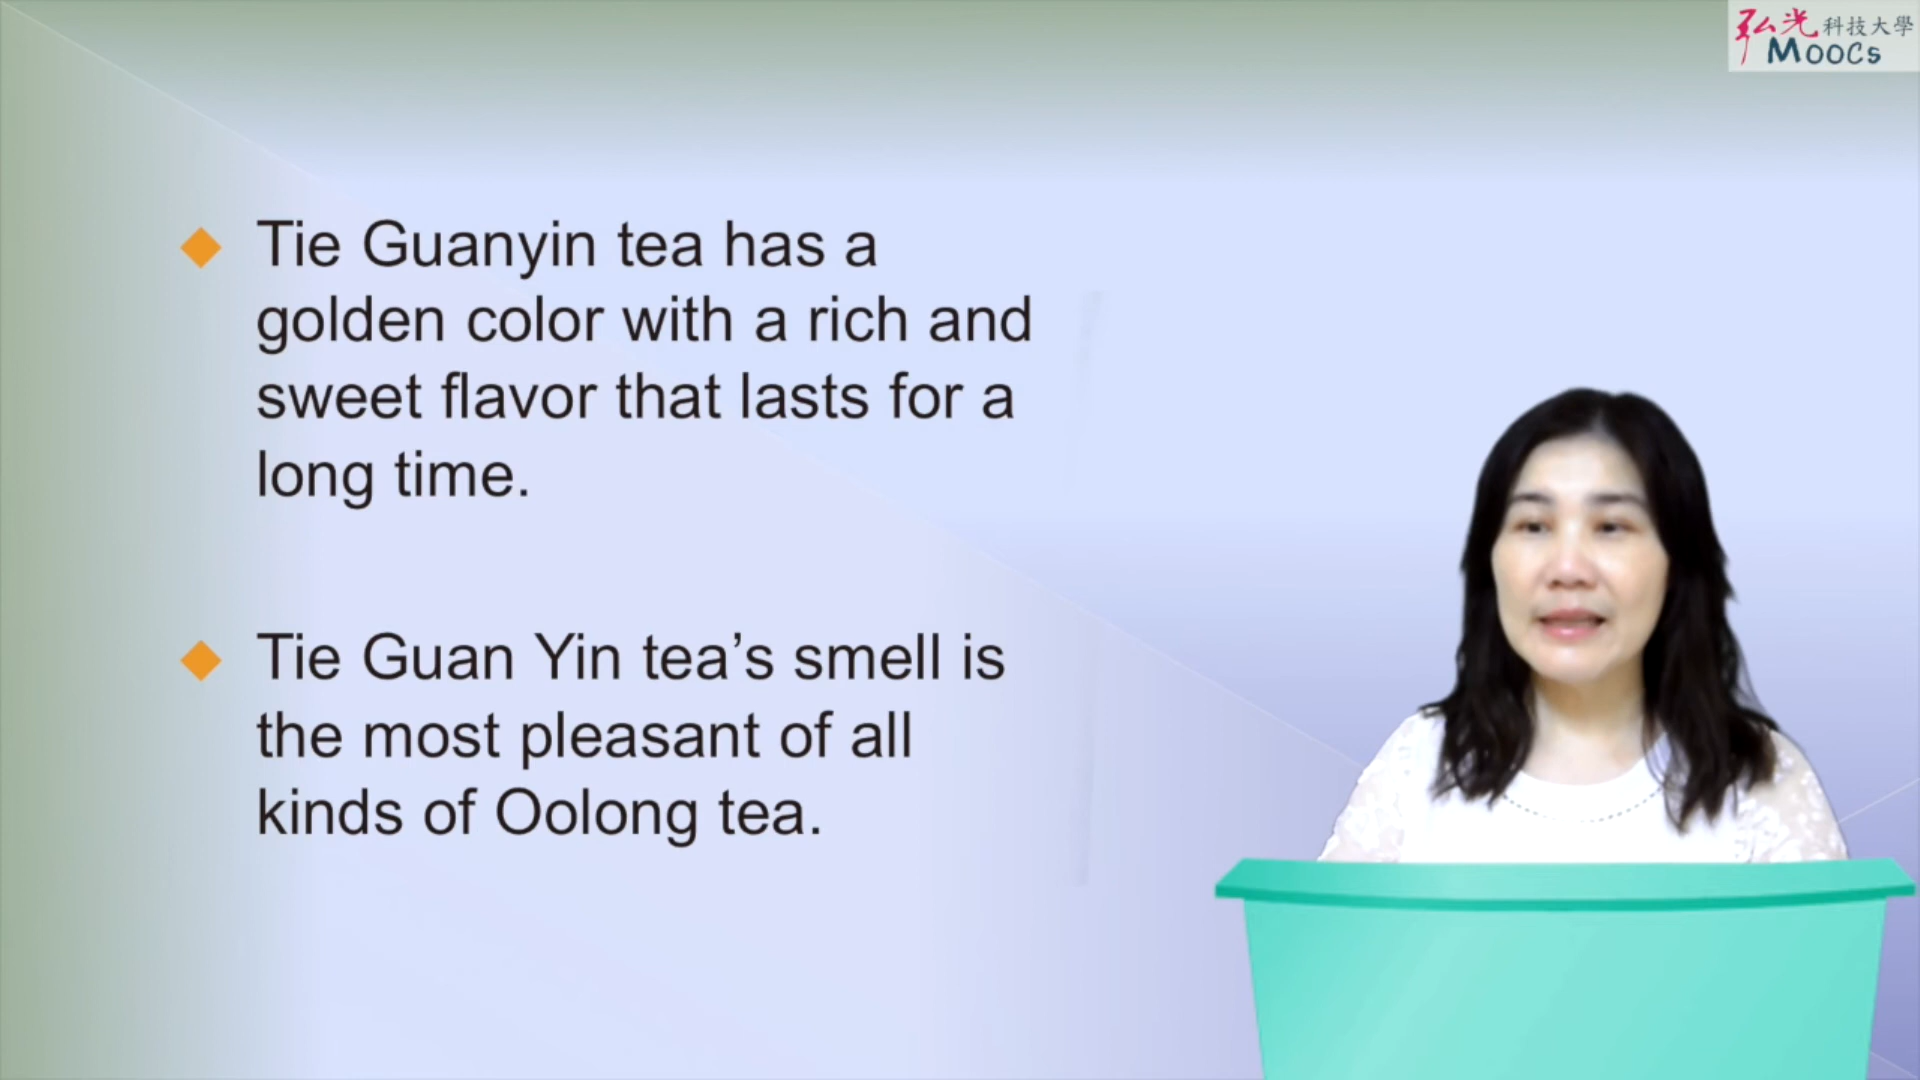 弘光科技大學
MOOCs
Tie Guanyin tea has a
golden color with a rich and
sweet flavor that lasts for a
long time.
Tie Guan Yin tea’s smell is
the most pleasant of all
kinds of Oolong tea.